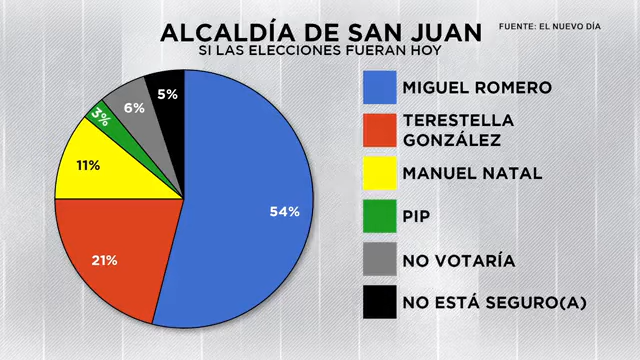 ALCALDÍA DE SAN JUAN
FUENTE: EL NUEVO DÍA
SI LAS ELECCIONES FUERAN HOY
5%
6%
3%
11%
54%
21%
MIGUEL ROMERO
TERESTELLA
GONZÁLEZ
MANUEL NATAL
PIP
NO VOTARÍA
NO ESTÁ SEGURO(A)